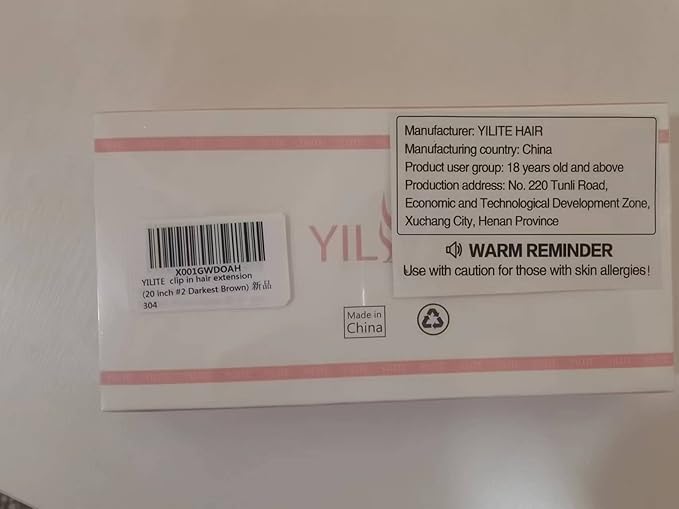 Manufacturer: YILITE HAIR
Manufacturing country: China
Product user group: 18 years old and above
Production address: No. 220 Tunli Road,
Economic and Technological Development Zone,
Xuchang City, Henan Province
WARM REMINDER
Use with caution for those with skin allergies!
YIL
X001GWDOAH
YILITE clip in hair extension
(20 inch #2 Darkest Brown) 新品
304
Made in
China